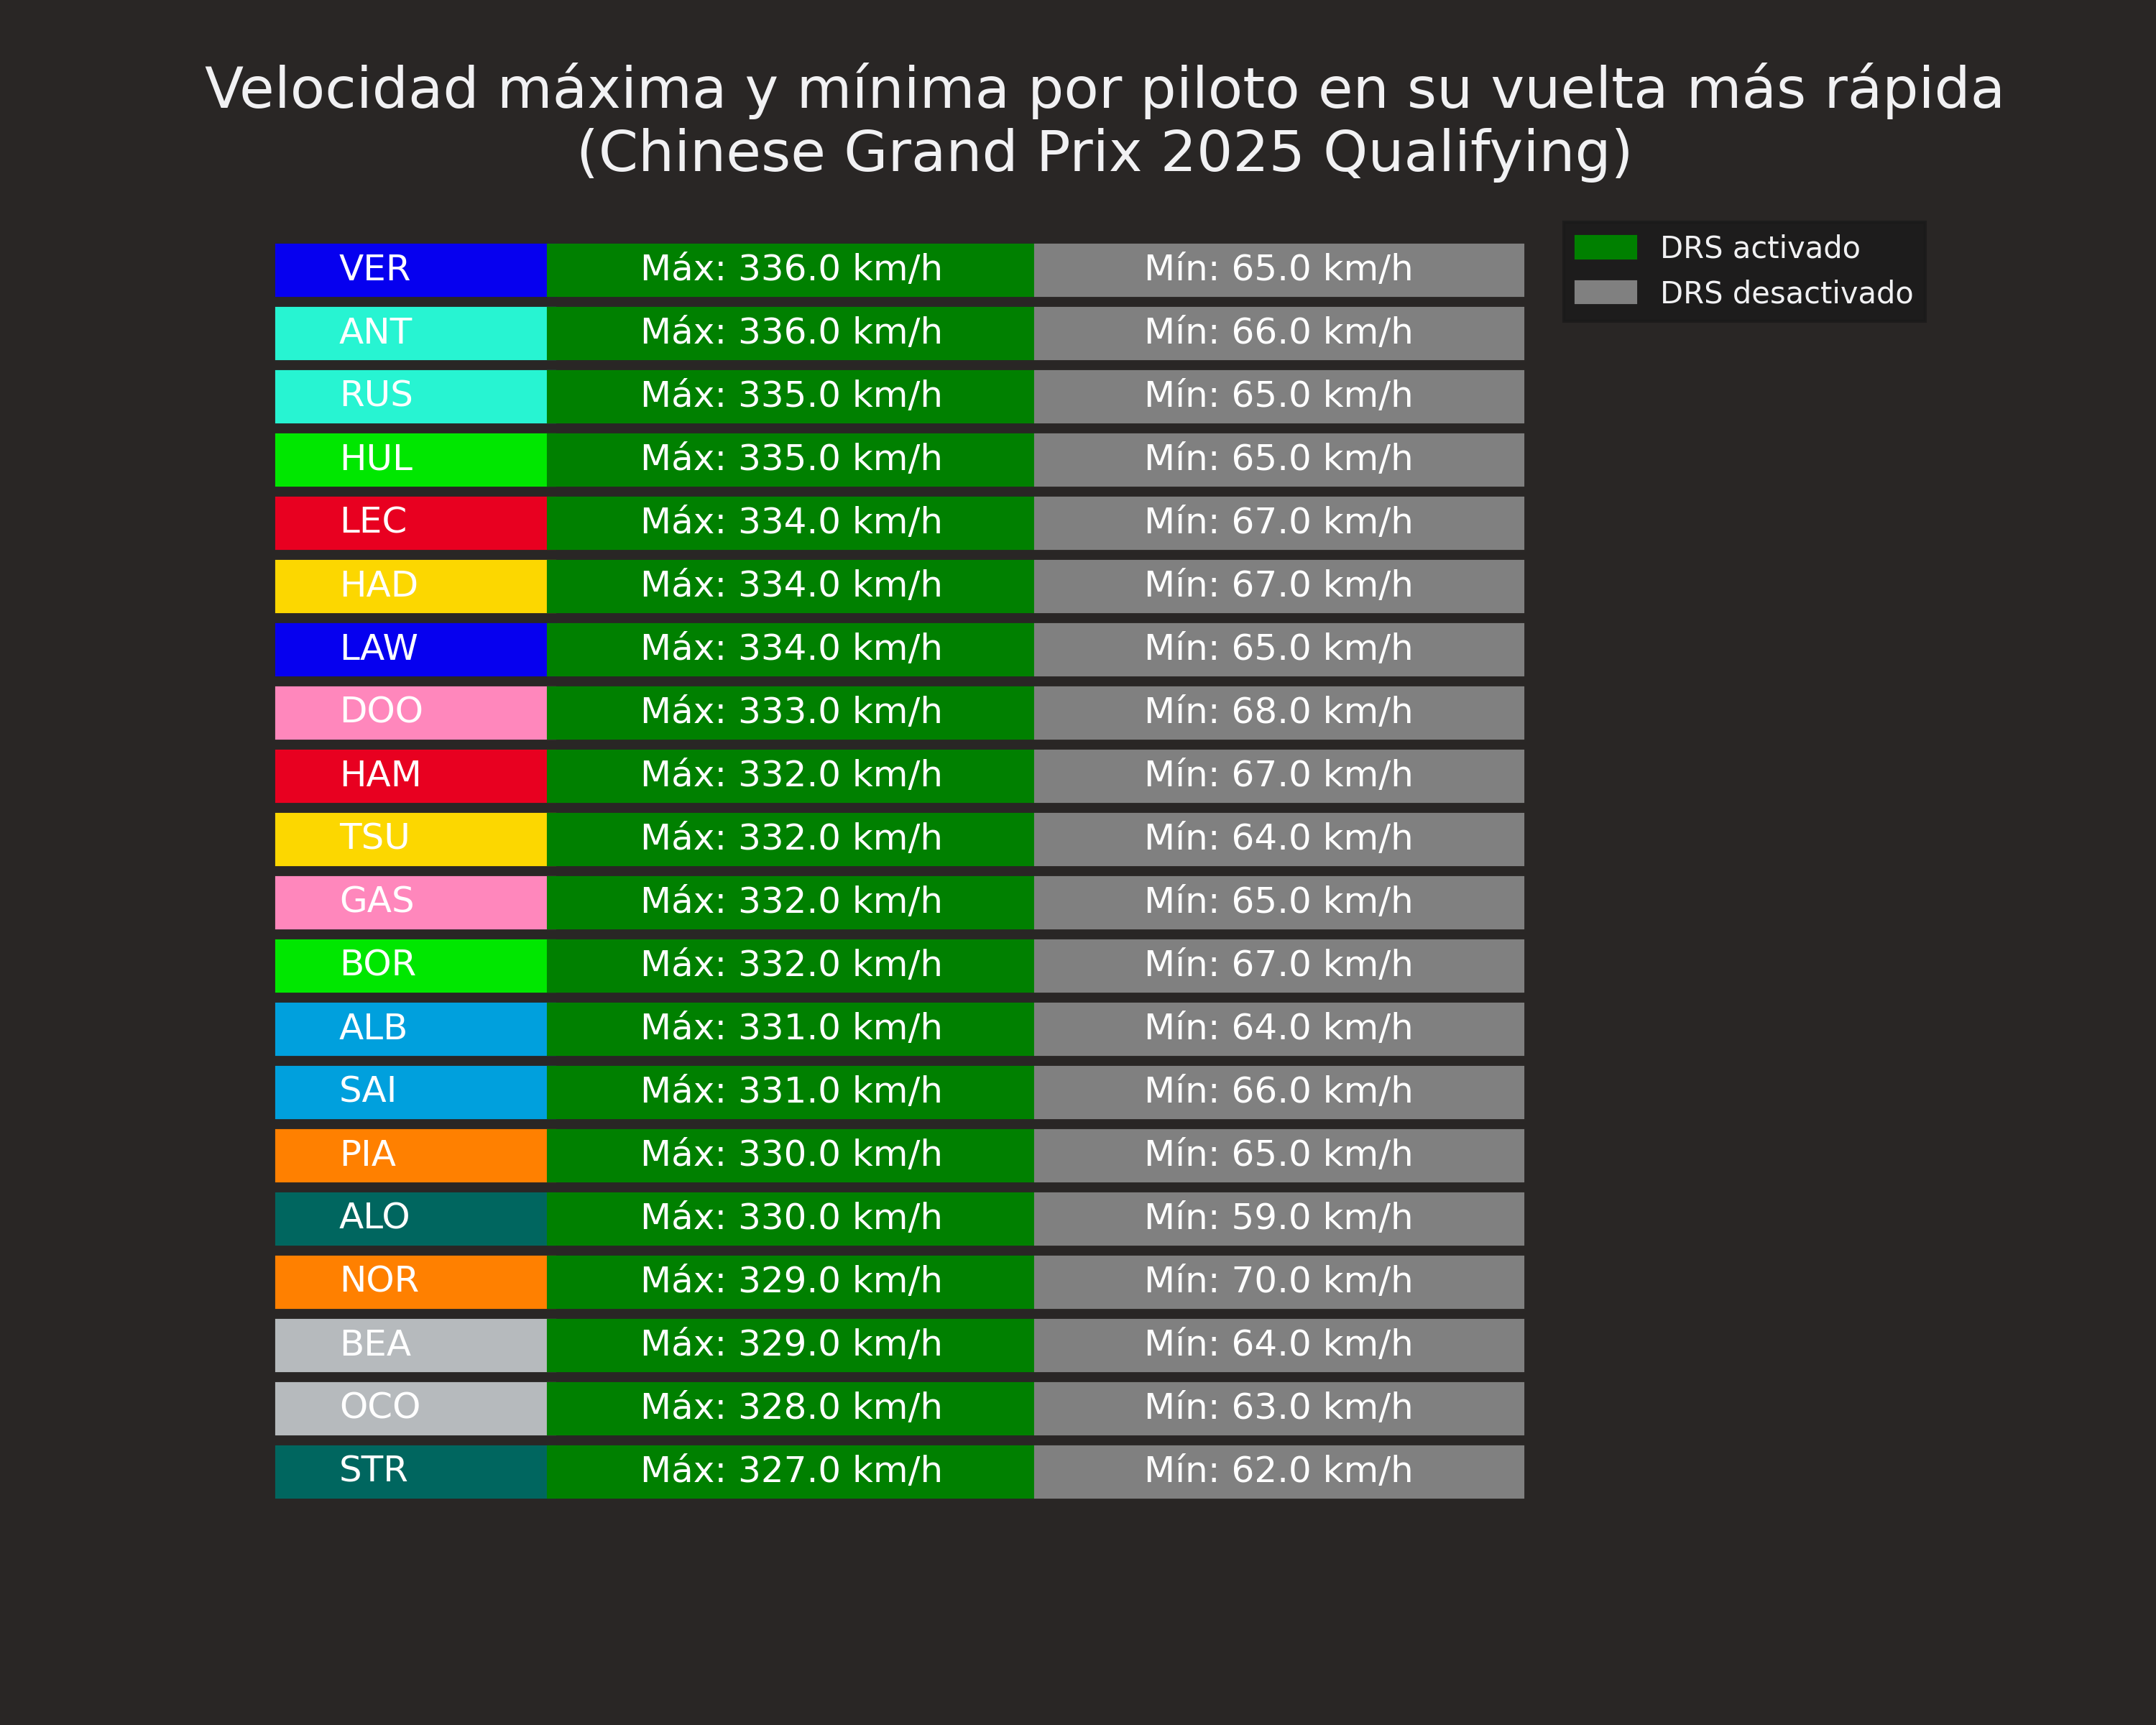 Velocidad máxima y mínima por piloto en su vuelta más rápida
(Chinese Grand Prix 2025 Qualifying)
DRS activado
DRS desactivado
VER Máx: 336.0 km/h Mín: 65.0 km/h
ANT Máx: 336.0 km/h Mín: 66.0 km/h
RUS Máx: 335.0 km/h Mín: 65.0 km/h
HUL Máx: 335.0 km/h Mín: 65.0 km/h
LEC Máx: 334.0 km/h Mín: 67.0 km/h
HAD Máx: 334.0 km/h Mín: 67.0 km/h
LAW Máx: 334.0 km/h Mín: 65.0 km/h
DOO Máx: 333.0 km/h Mín: 68.0 km/h
HAM Máx: 332.0 km/h Mín: 67.0 km/h
TSU Máx: 332.0 km/h Mín: 64.0 km/h
GAS Máx: 332.0 km/h Mín: 65.0 km/h
BOR Máx: 332.0 km/h Mín: 67.0 km/h
ALB Máx: 331.0 km/h Mín: 64.0 km/h
SAI Máx: 331.0 km/h Mín: 66.0 km/h
PIA Máx: 330.0 km/h Mín: 65.0 km/h
ALO Máx: 330.0 km/h Mín: 59.0 km/h
NOR Máx: 329.0 km/h Mín: 70.0 km/h
BEA Máx: 329.0 km/h Mín: 64.0 km/h
OCO Máx: 328.0 km/h Mín: 63.0 km/h
STR Máx: 327.0 km/h Mín: 62.0 km/h